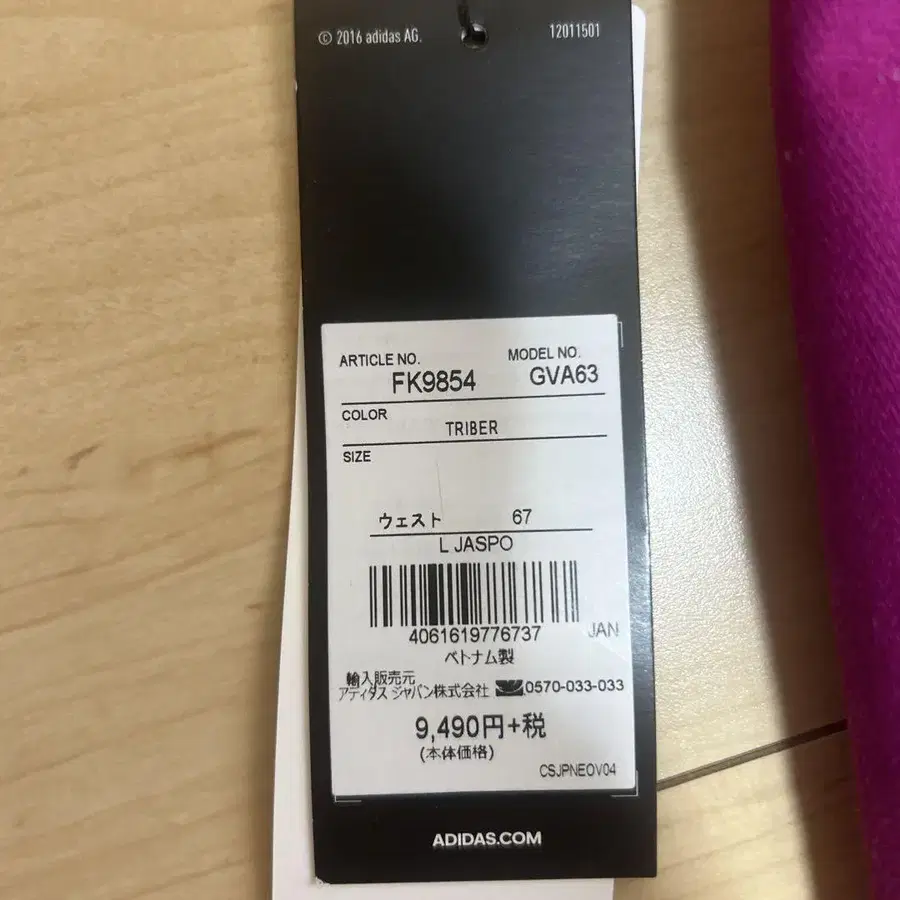 © 2016 adidas AG. 12011501
ARTICLE NO. MODEL NO.
FK9854 GVA63
COLOR
TRIBER
SIZE
ウェスト 67
L JASPO
4061619776737 JAN
ベトナム製
輸入販売元
アディダス ジャパン株式会社 0570-033-033
9,490円+税
(本体価格)
CSJPNEOV04
ADIDAS.COM